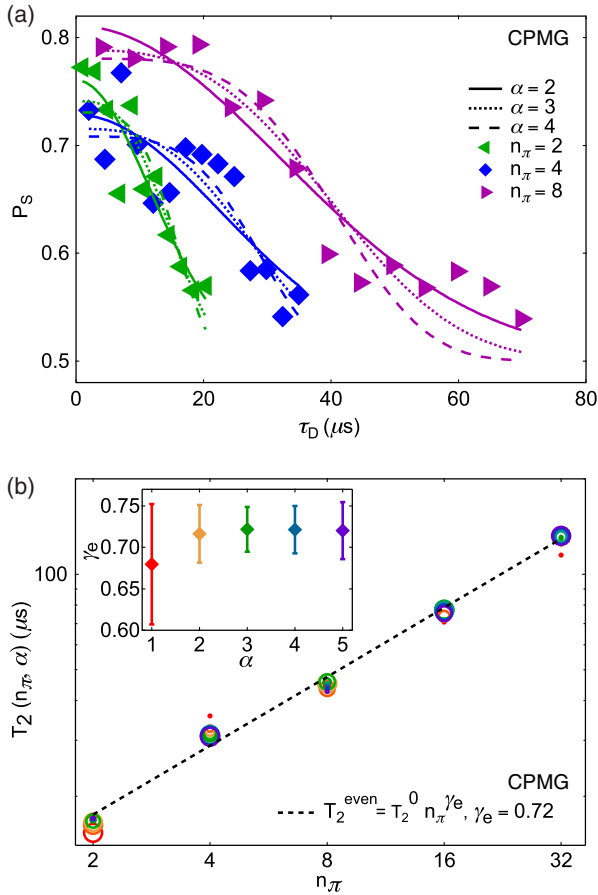 (a)
0.8
0.7
0.6
0.5
P_S
CPMG
α = 2
α = 3
α = 4
n_π = 2
n_π = 4
n_π = 8
0 20 40 60 80
τ_D (μs)
(b)
0.75
0.70
0.65
0.60
γ_e
1 2 3 4 5
α
100
T_2 (n_π, α) (μs)
CPMG
T_2^even = T_2^0 n_π^γ_e, γ_e = 0.72
2 4 8 16 32
n_π